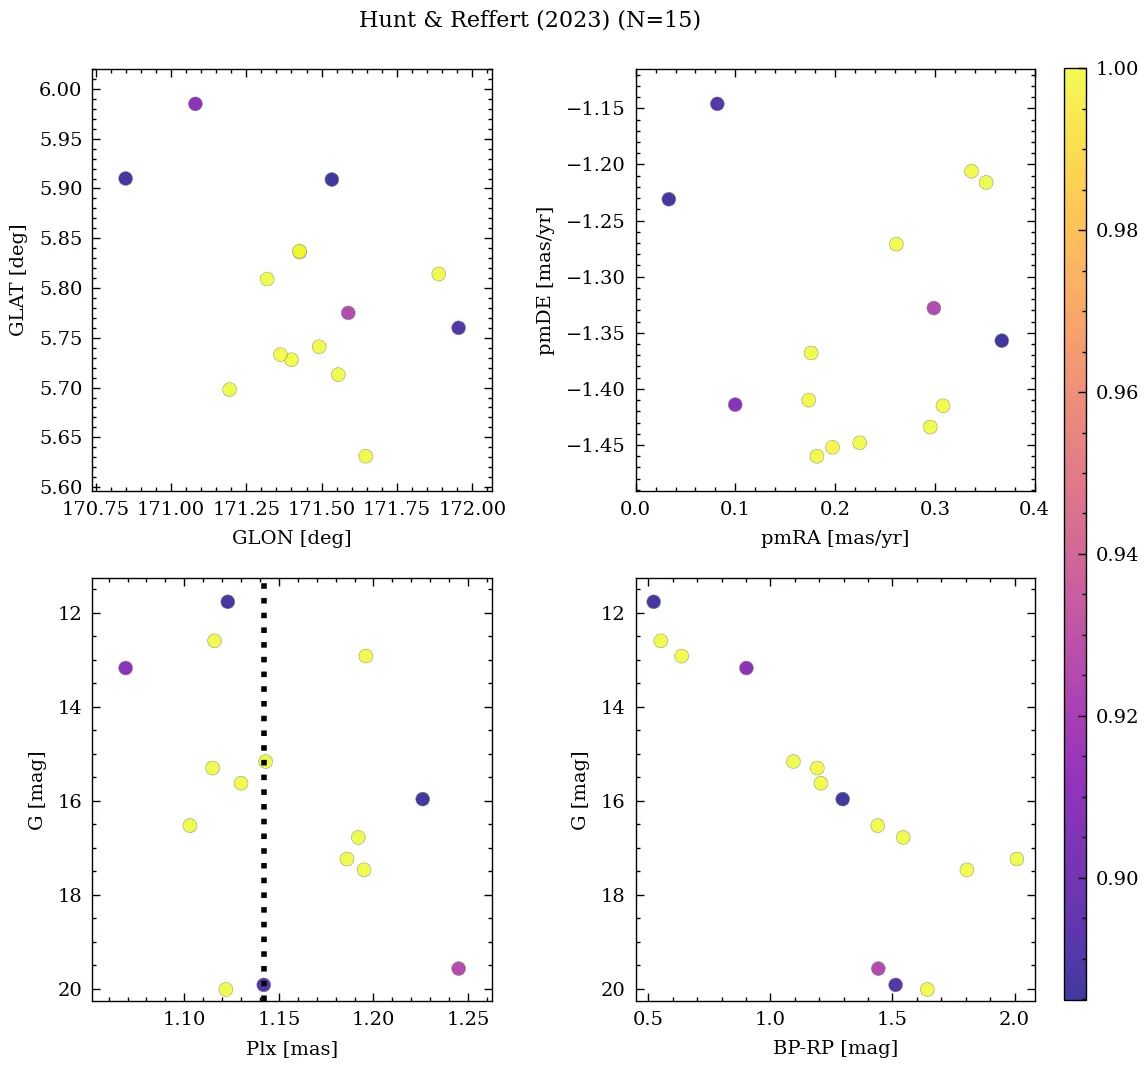 Hunt & Reffert (2023) (N=15)
6.00
5.95
5.90
5.85
5.80
5.75
5.70
5.65
5.60
GLAT [deg]
170.75 171.00 171.25 171.50 171.75 172.00
GLON [deg]
−1.15
−1.20
−1.25
−1.30
−1.35
−1.40
−1.45
pmDE [mas/yr]
0.0 0.1 0.2 0.3 0.4
pmRA [mas/yr]
12
14
16
18
20
G [mag]
1.10 1.15 1.20 1.25
Plx [mas]
12
14
16
18
20
G [mag]
0.5 1.0 1.5 2.0
BP-RP [mag]
1.00
0.98
0.96
0.94
0.92
0.90